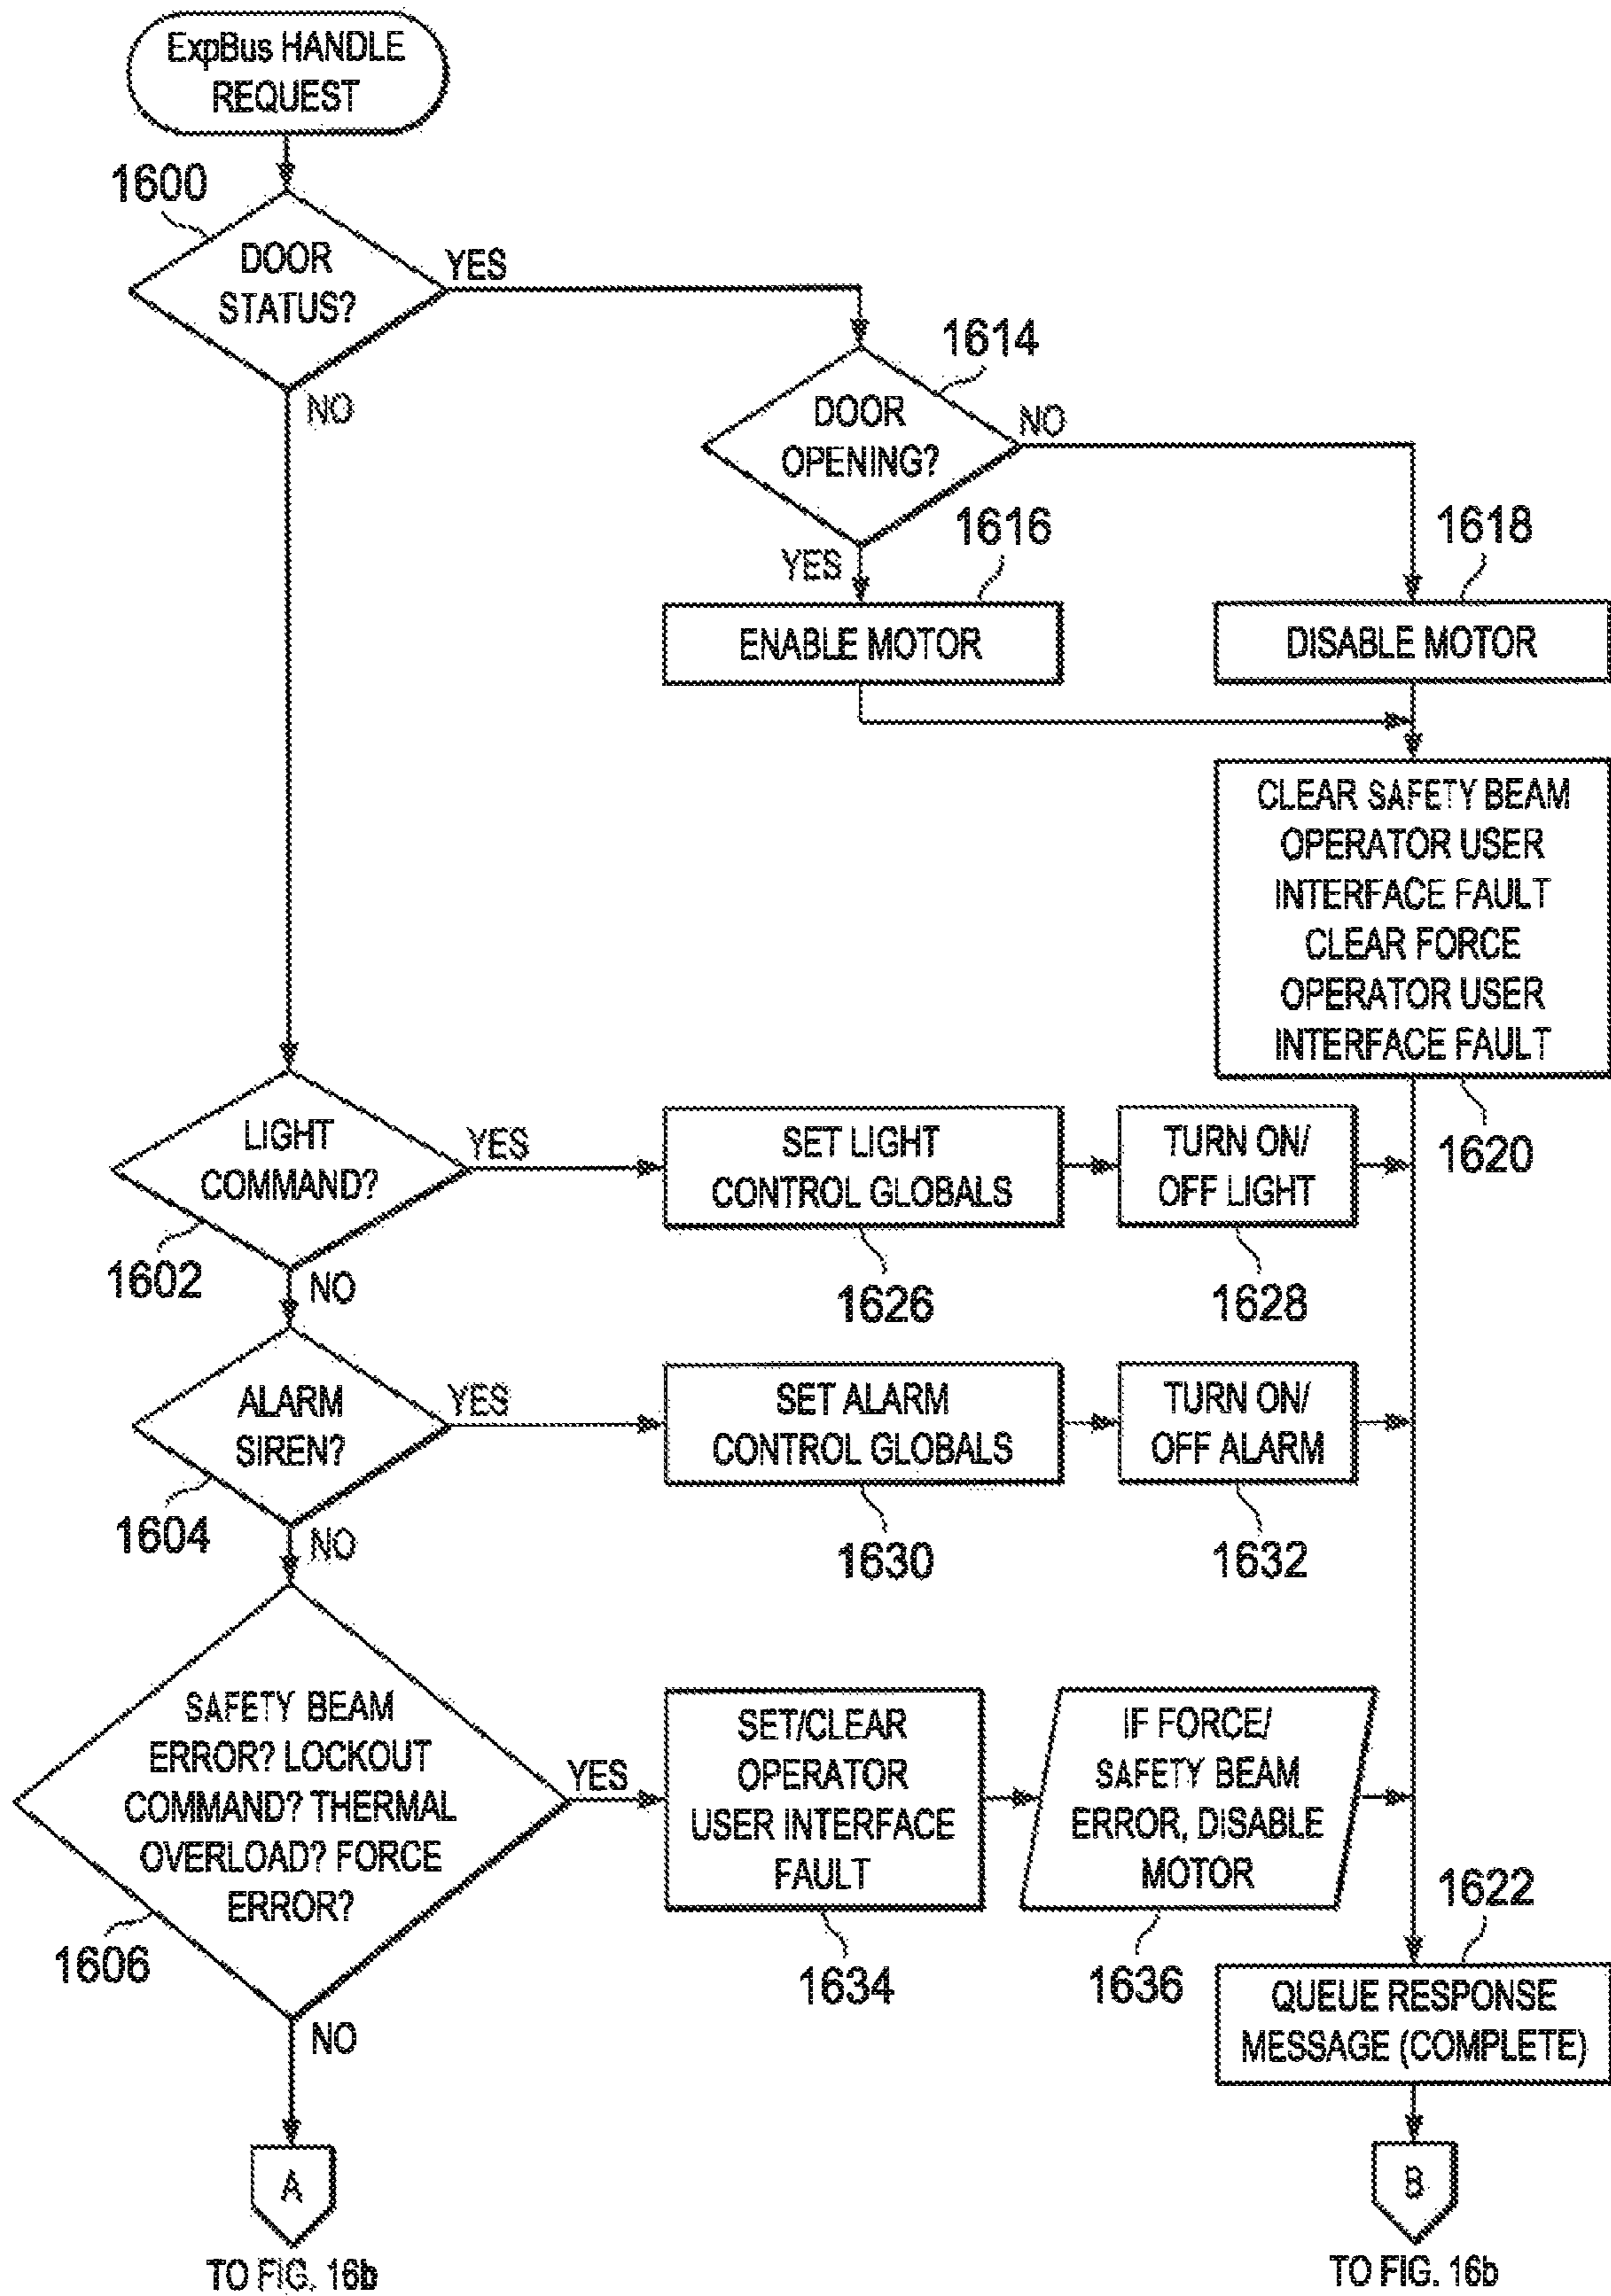 ExpBus HANDLE
REQUEST
1600
DOOR
STATUS?
YES
NO
1614
DOOR
OPENING?
NO
YES
1616
1618
ENABLE MOTOR
DISABLE MOTOR
CLEAR SAFETY BEAM
OPERATOR USER
INTERFACE FAULT
CLEAR FORCE
OPERATOR USER
INTERFACE FAULT
1620
LIGHT
COMMAND?
YES
1602
NO
SET LIGHT
CONTROL GLOBALS
1626
TURN ON/
OFF LIGHT
1628
ALARM
SIREN?
YES
1604
NO
SET ALARM
CONTROL GLOBALS
1630
TURN ON/
OFF ALARM
1632
SAFETY BEAM
ERROR? LOCKOUT
COMMAND? THERMAL
OVERLOAD? FORCE
ERROR?
YES
1606
NO
SET/CLEAR
OPERATOR
USER INTERFACE
FAULT
1634
IF FORCE/
SAFETY BEAM
ERROR, DISABLE
MOTOR
1636
1622
QUEUE RESPONSE
MESSAGE (COMPLETE)
A
TO FIG. 16b
B
TO FIG. 16b